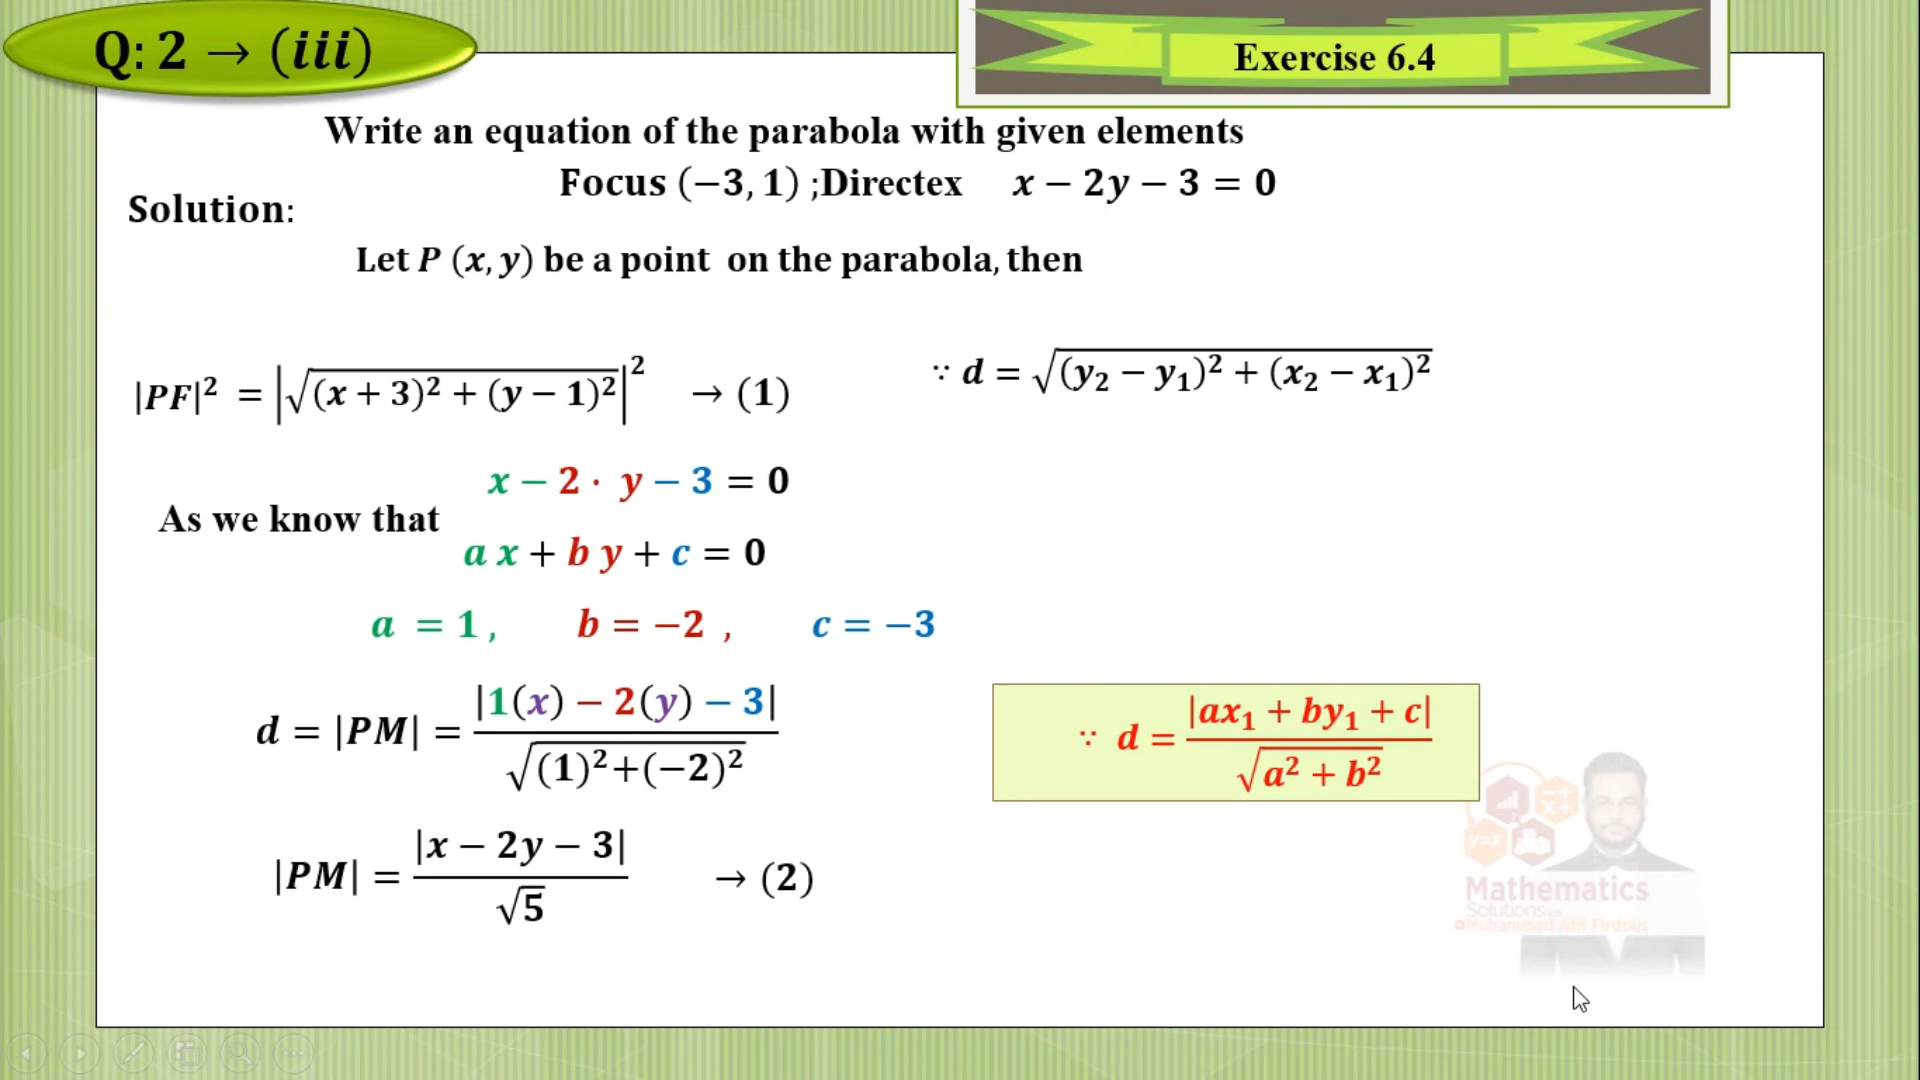 Q: 2 → (iii)
Exercise 6.4
Write an equation of the parabola with given elements
Focus (−3, 1) ;Directex x − 2y − 3 = 0
Solution:
Let P (x, y) be a point on the parabola, then
|PF|² = |√((x + 3)² + (y − 1)²)|² → (1)
∵ d = √((y₂ − y₁)² + (x₂ − x₁)²)
x − 2 · y − 3 = 0
As we know that
a x + b y + c = 0
a = 1 , b = −2 , c = −3
d = |PM| = |1(x) − 2(y) − 3| / √((1)²+(−2)²)
∵ d = |ax₁ + by₁ + c| / √(a² + b²)
|PM| = |x − 2y − 3| / √5 → (2)
y=x
Mathematics
Solutions
Muhammad Atif Firdous